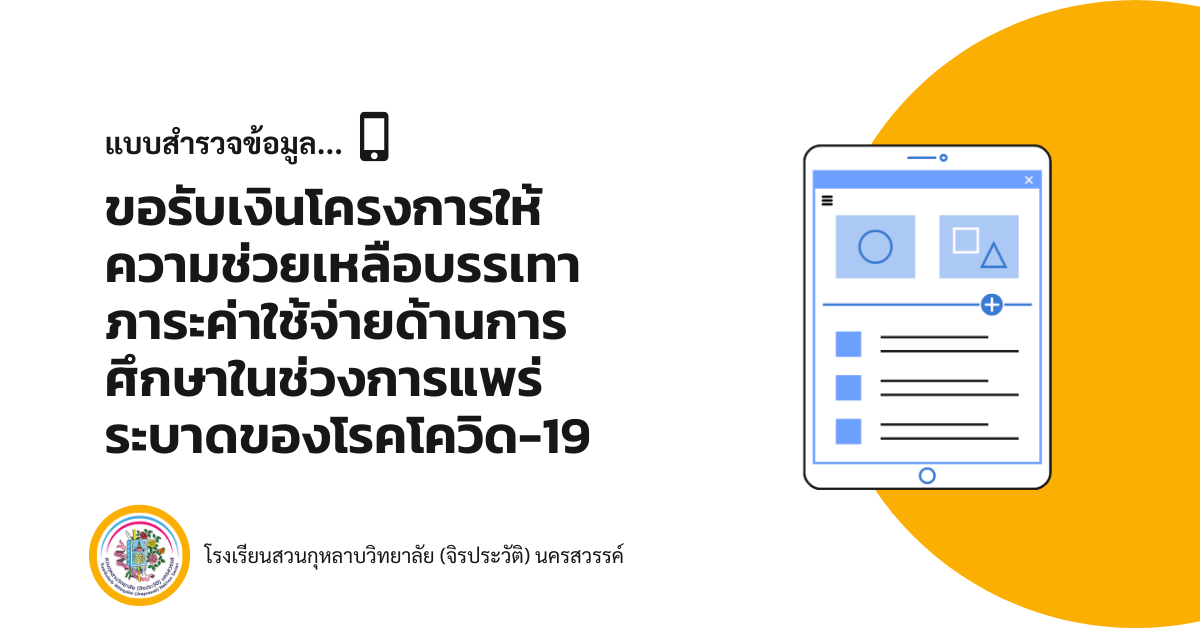 แบบสำรวจข้อมูล...
ขอรับเงินโครงการให้
ความช่วยเหลือบรรเทา
ภาระค่าใช้จ่ายด้านการ
ศึกษาในช่วงการแพร่
ระบาดของโรคโควิด-19
โรงเรียนสวนกุหลาบวิทยาลัย (จิรประวัติ) นครสวรรค์